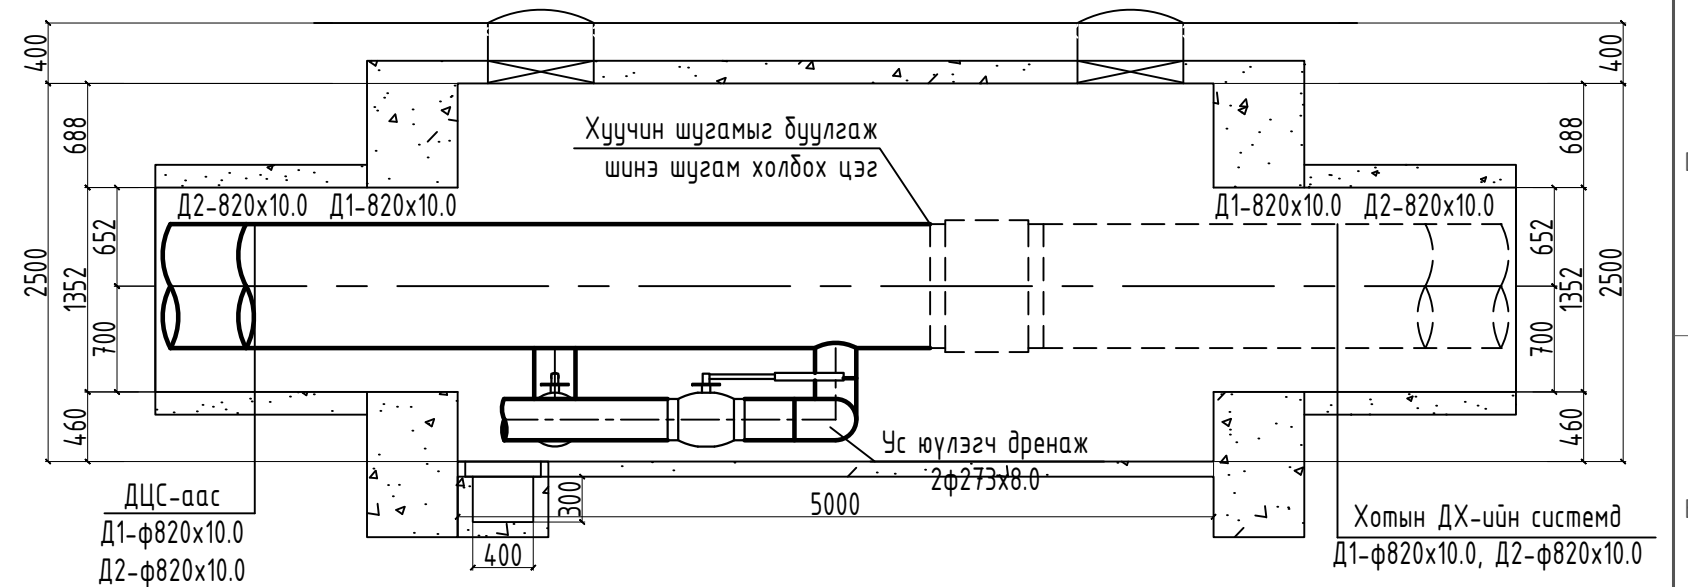 400
400
688
688
Хуучин шугамыг буулгаж
шинэ шугам холбох цэг
Д2-820x10.0 Д1-820x10.0
Д1-820x10.0 Д2-820x10.0
652
652
2500
1352
1352
2500
700
700
460
460
Ус юүлэгч дренаж
2ф273x8.0
300
5000
400
ДЦС-аас
Д1-ф820x10.0
Д2-ф820x10.0
Хотын ДХ-ийн системд
Д1-ф820x10.0, Д2-ф820x10.0